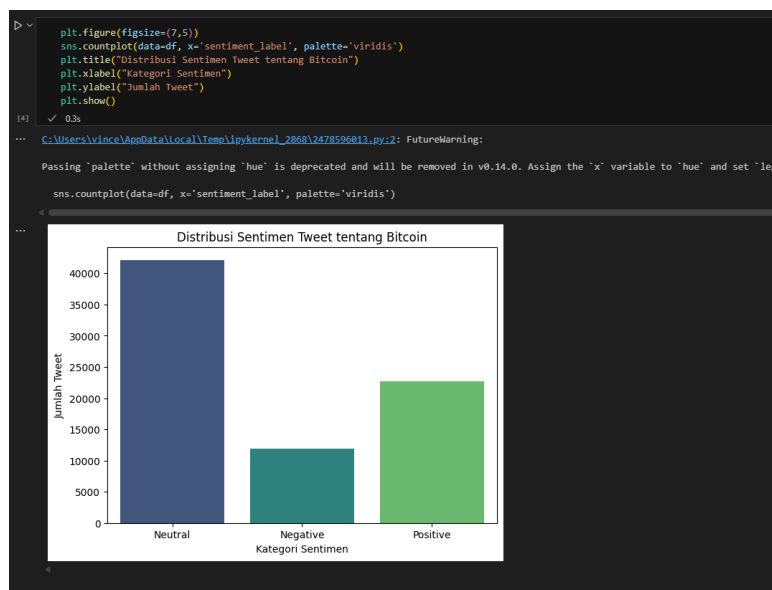 plt.figure(figsize=(7,5))
sns.countplot(data=df, x='sentiment_label', palette='viridis')
plt.title("Distribusi Sentimen Tweet tentang Bitcoin")
plt.xlabel("Kategori Sentimen")
plt.ylabel("Jumlah Tweet")
plt.show()
[4] ✓ 0.3s
... C:\Users\vince\AppData\Local\Temp\ipykernel_2868\2478596013.py:2: FutureWarning:
Passing `palette` without assigning `hue` is deprecated and will be removed in v0.14.0. Assign the `x` variable to `hue` and set `le
sns.countplot(data=df, x='sentiment_label', palette='viridis')
...
Distribusi Sentimen Tweet tentang Bitcoin
40000
35000
30000
25000
20000
15000
10000
5000
0
Jumlah Tweet
Neutral Negative Positive
Kategori Sentimen